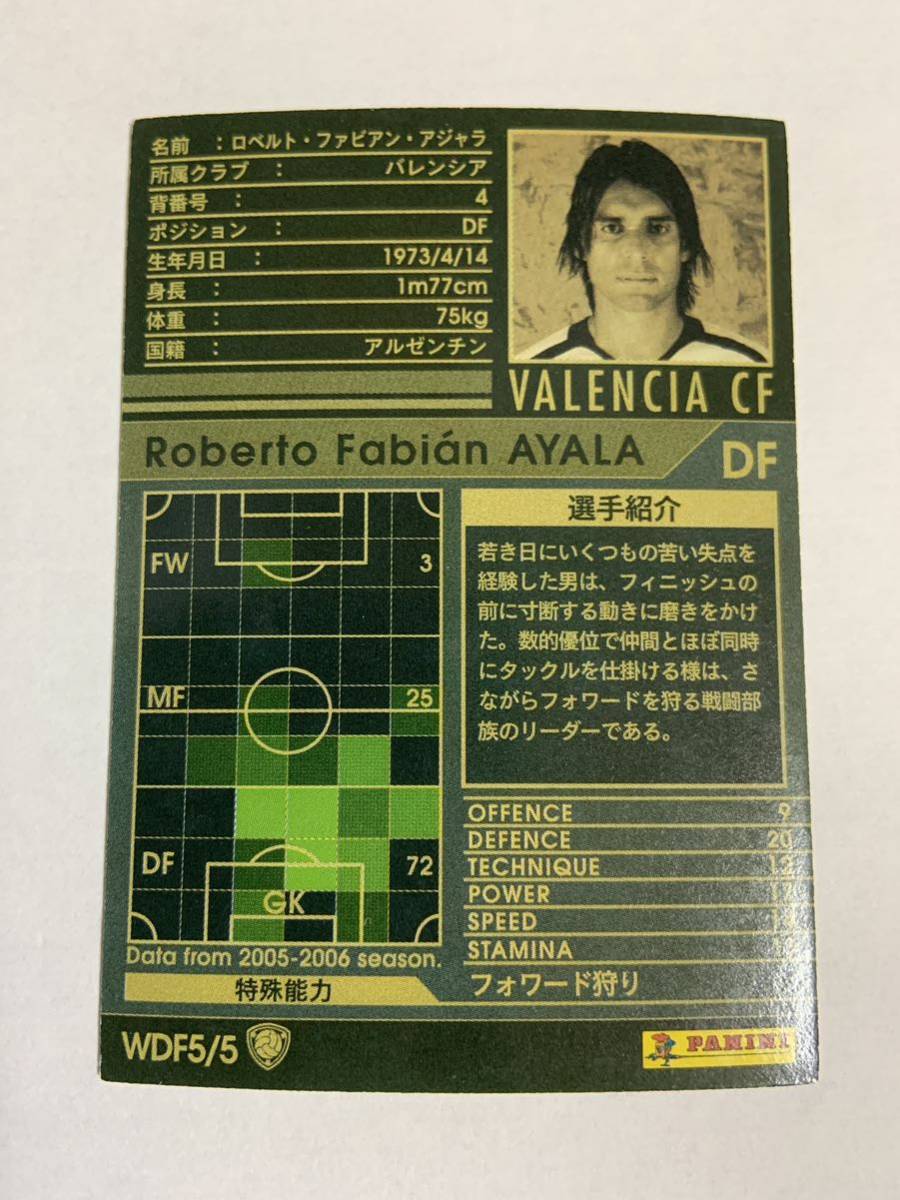 名前 : ロベルト・ファビアン・アジャラ
所属クラブ : バレンシア
背番号 : 4
ポジション : DF
生年月日 : 1973/4/14
身長 : 1m77cm
体重 : 75kg
国籍 : アルゼンチン
VALENCIA CF
Roberto Fabián AYALA DF
FW 3
MF 25
DF 72
GK
Data from 2005-2006 season.
選手紹介
若き日にいくつもの苦い失点を
経験した男は、フィニッシュの
前に寸断する動きに磨きをかけ
た。数的優位で仲間とほぼ同時
にタックルを仕掛ける様は、さ
ながらフォワードを狩る戦闘部
族のリーダーである。
OFFENCE 9
DEFENCE 20
TECHNIQUE 12
POWER 17
SPEED
STAMINA
特殊能力 フォワード狩り
WDF5/5
PANINI